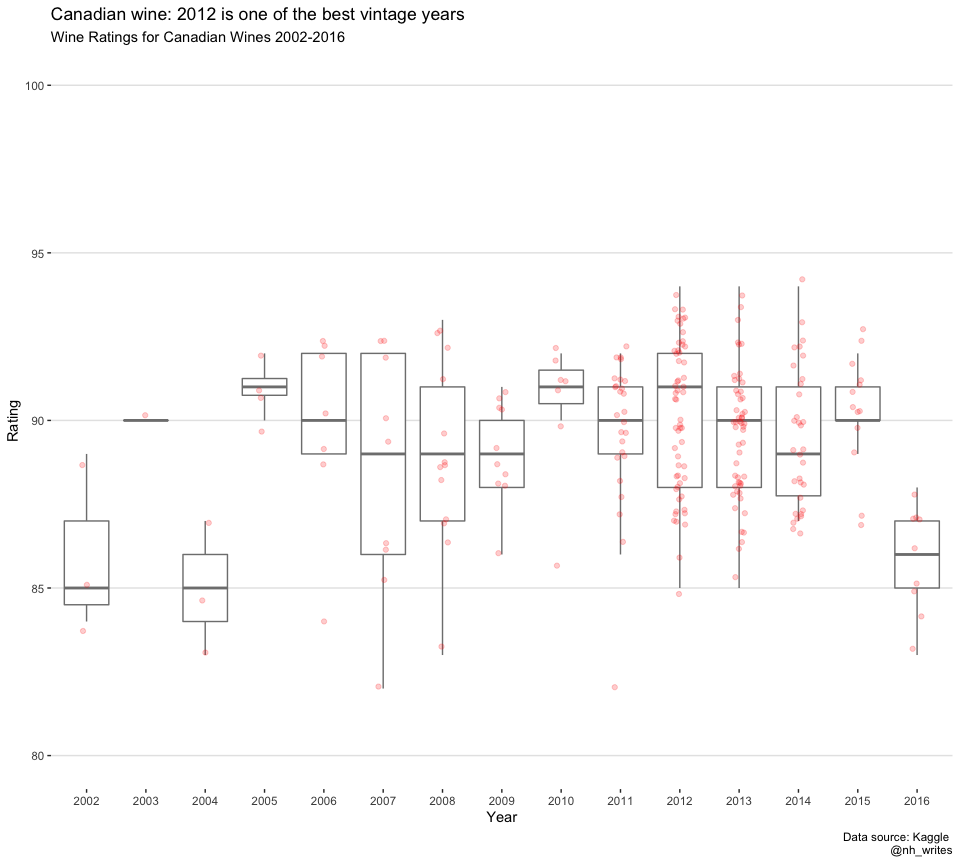 Canadian wine: 2012 is one of the best vintage years
Wine Ratings for Canadian Wines 2002-2016
100
95
90
85
80
Rating
2002 2003 2004 2005 2006 2007 2008 2009 2010 2011 2012 2013 2014 2015 2016
Year
Data source: Kaggle
@nh_writes